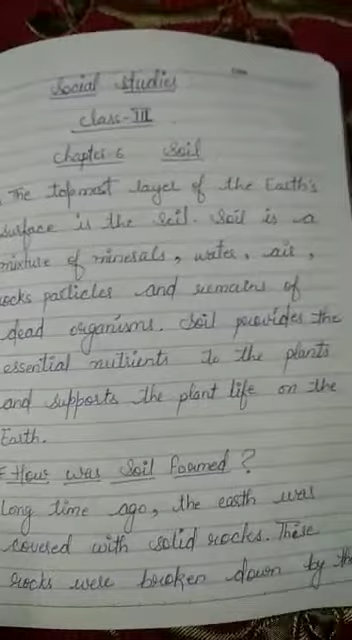 Social Studies
Class-III
Chapter-6 Soil
The topmost layer of the Earth's
surface is the soil. Soil is a
mixture of minerals, water, air,
ocks particles and remains of
dead organisms. Soil provides the
essential nutrients to the plants
and supports the plant life on the
Earth.
How was Soil Formed?
Long time ago, the earth was
covered with solid rocks. These
rocks were broken down by the